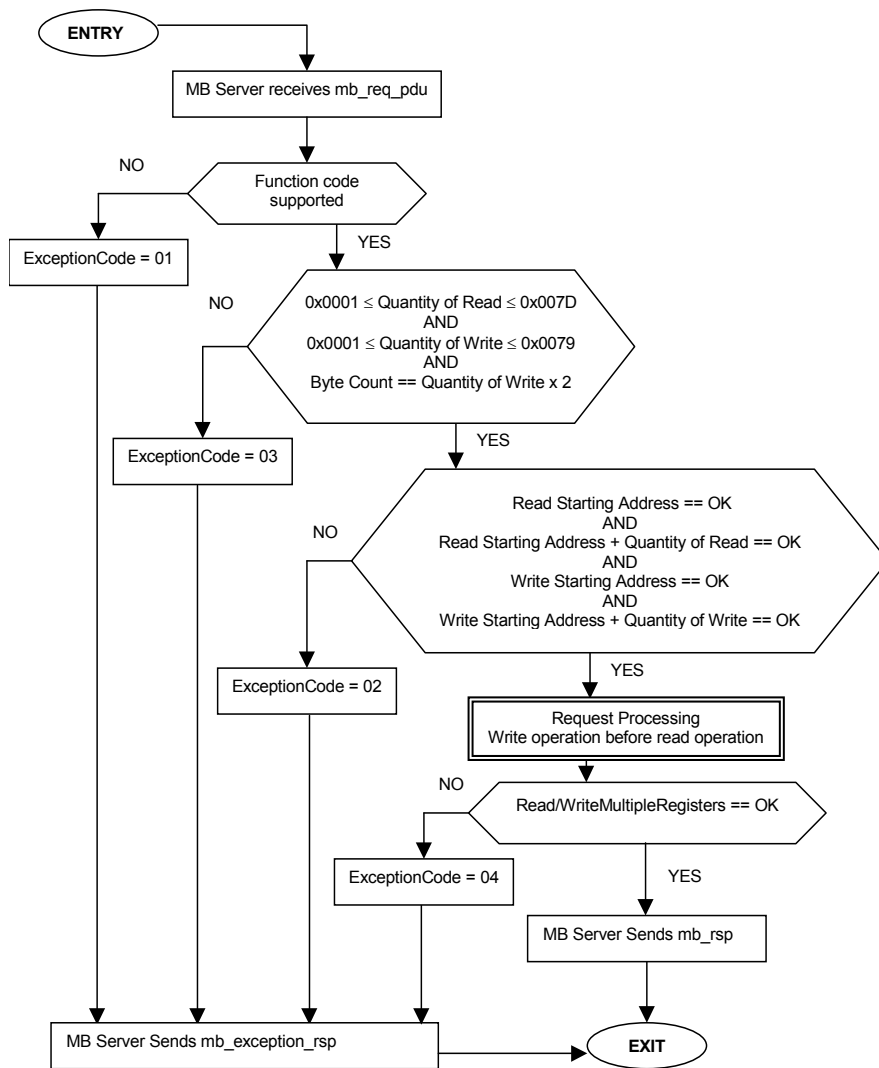 ENTRY
MB Server receives mb_req_pdu
NO
Function code
supported
YES
ExceptionCode = 01
NO
0x0001 ≤ Quantity of Read ≤ 0x007D
AND
0x0001 ≤ Quantity of Write ≤ 0x0079
AND
Byte Count == Quantity of Write x 2
YES
ExceptionCode = 03
NO
Read Starting Address == OK
AND
Read Starting Address + Quantity of Read == OK
AND
Write Starting Address == OK
AND
Write Starting Address + Quantity of Write == OK
YES
ExceptionCode = 02
Request Processing
Write operation before read operation
NO
Read/WriteMultipleRegisters == OK
YES
ExceptionCode = 04
MB Server Sends mb_rsp
MB Server Sends mb_exception_rsp
EXIT